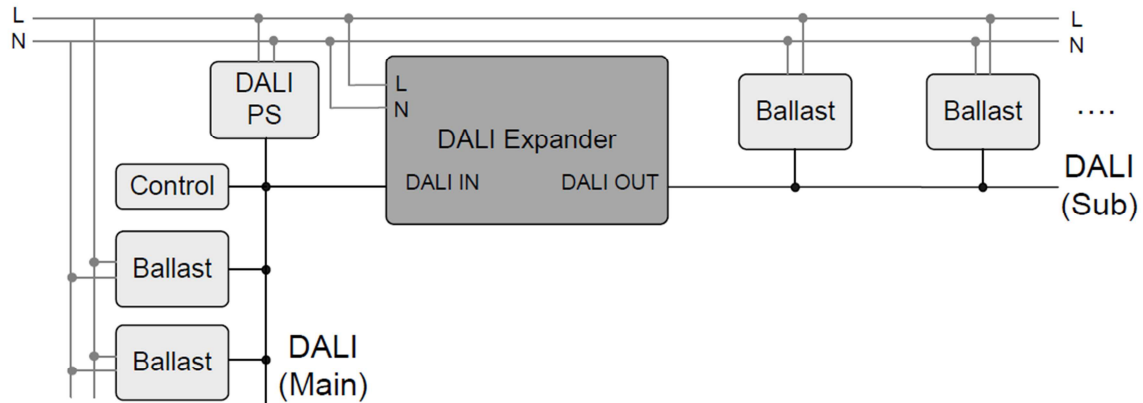 L
N
L
N
DALI
PS
L
N
DALI Expander
DALI IN
DALI OUT
Ballast
Ballast
....
DALI
(Sub)
Control
Ballast
Ballast
DALI
(Main)